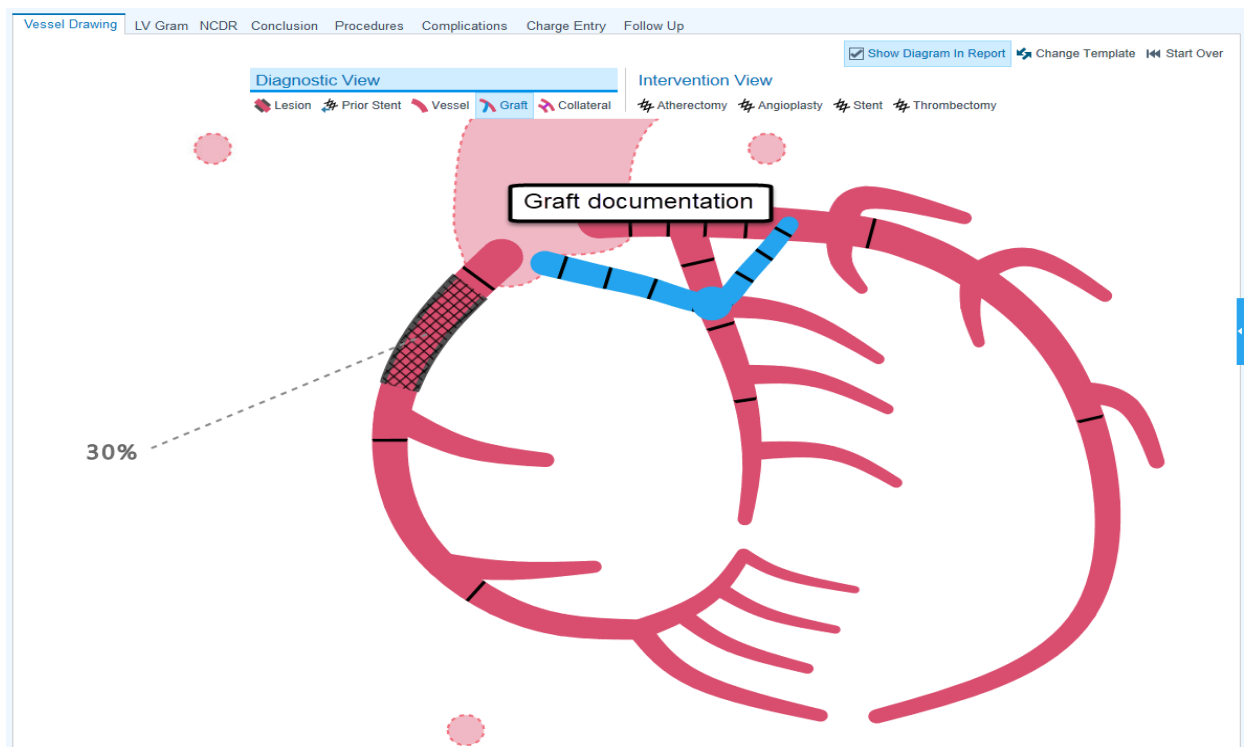 Vessel Drawing LV Gram NCDR Conclusion Procedures Complications Charge Entry Follow Up
Show Diagram In Report Change Template Start Over
Diagnostic View Intervention View
Lesion Prior Stent Vessel Graft Collateral Atherectomy Angioplasty Stent Thrombectomy
Graft documentation
30%